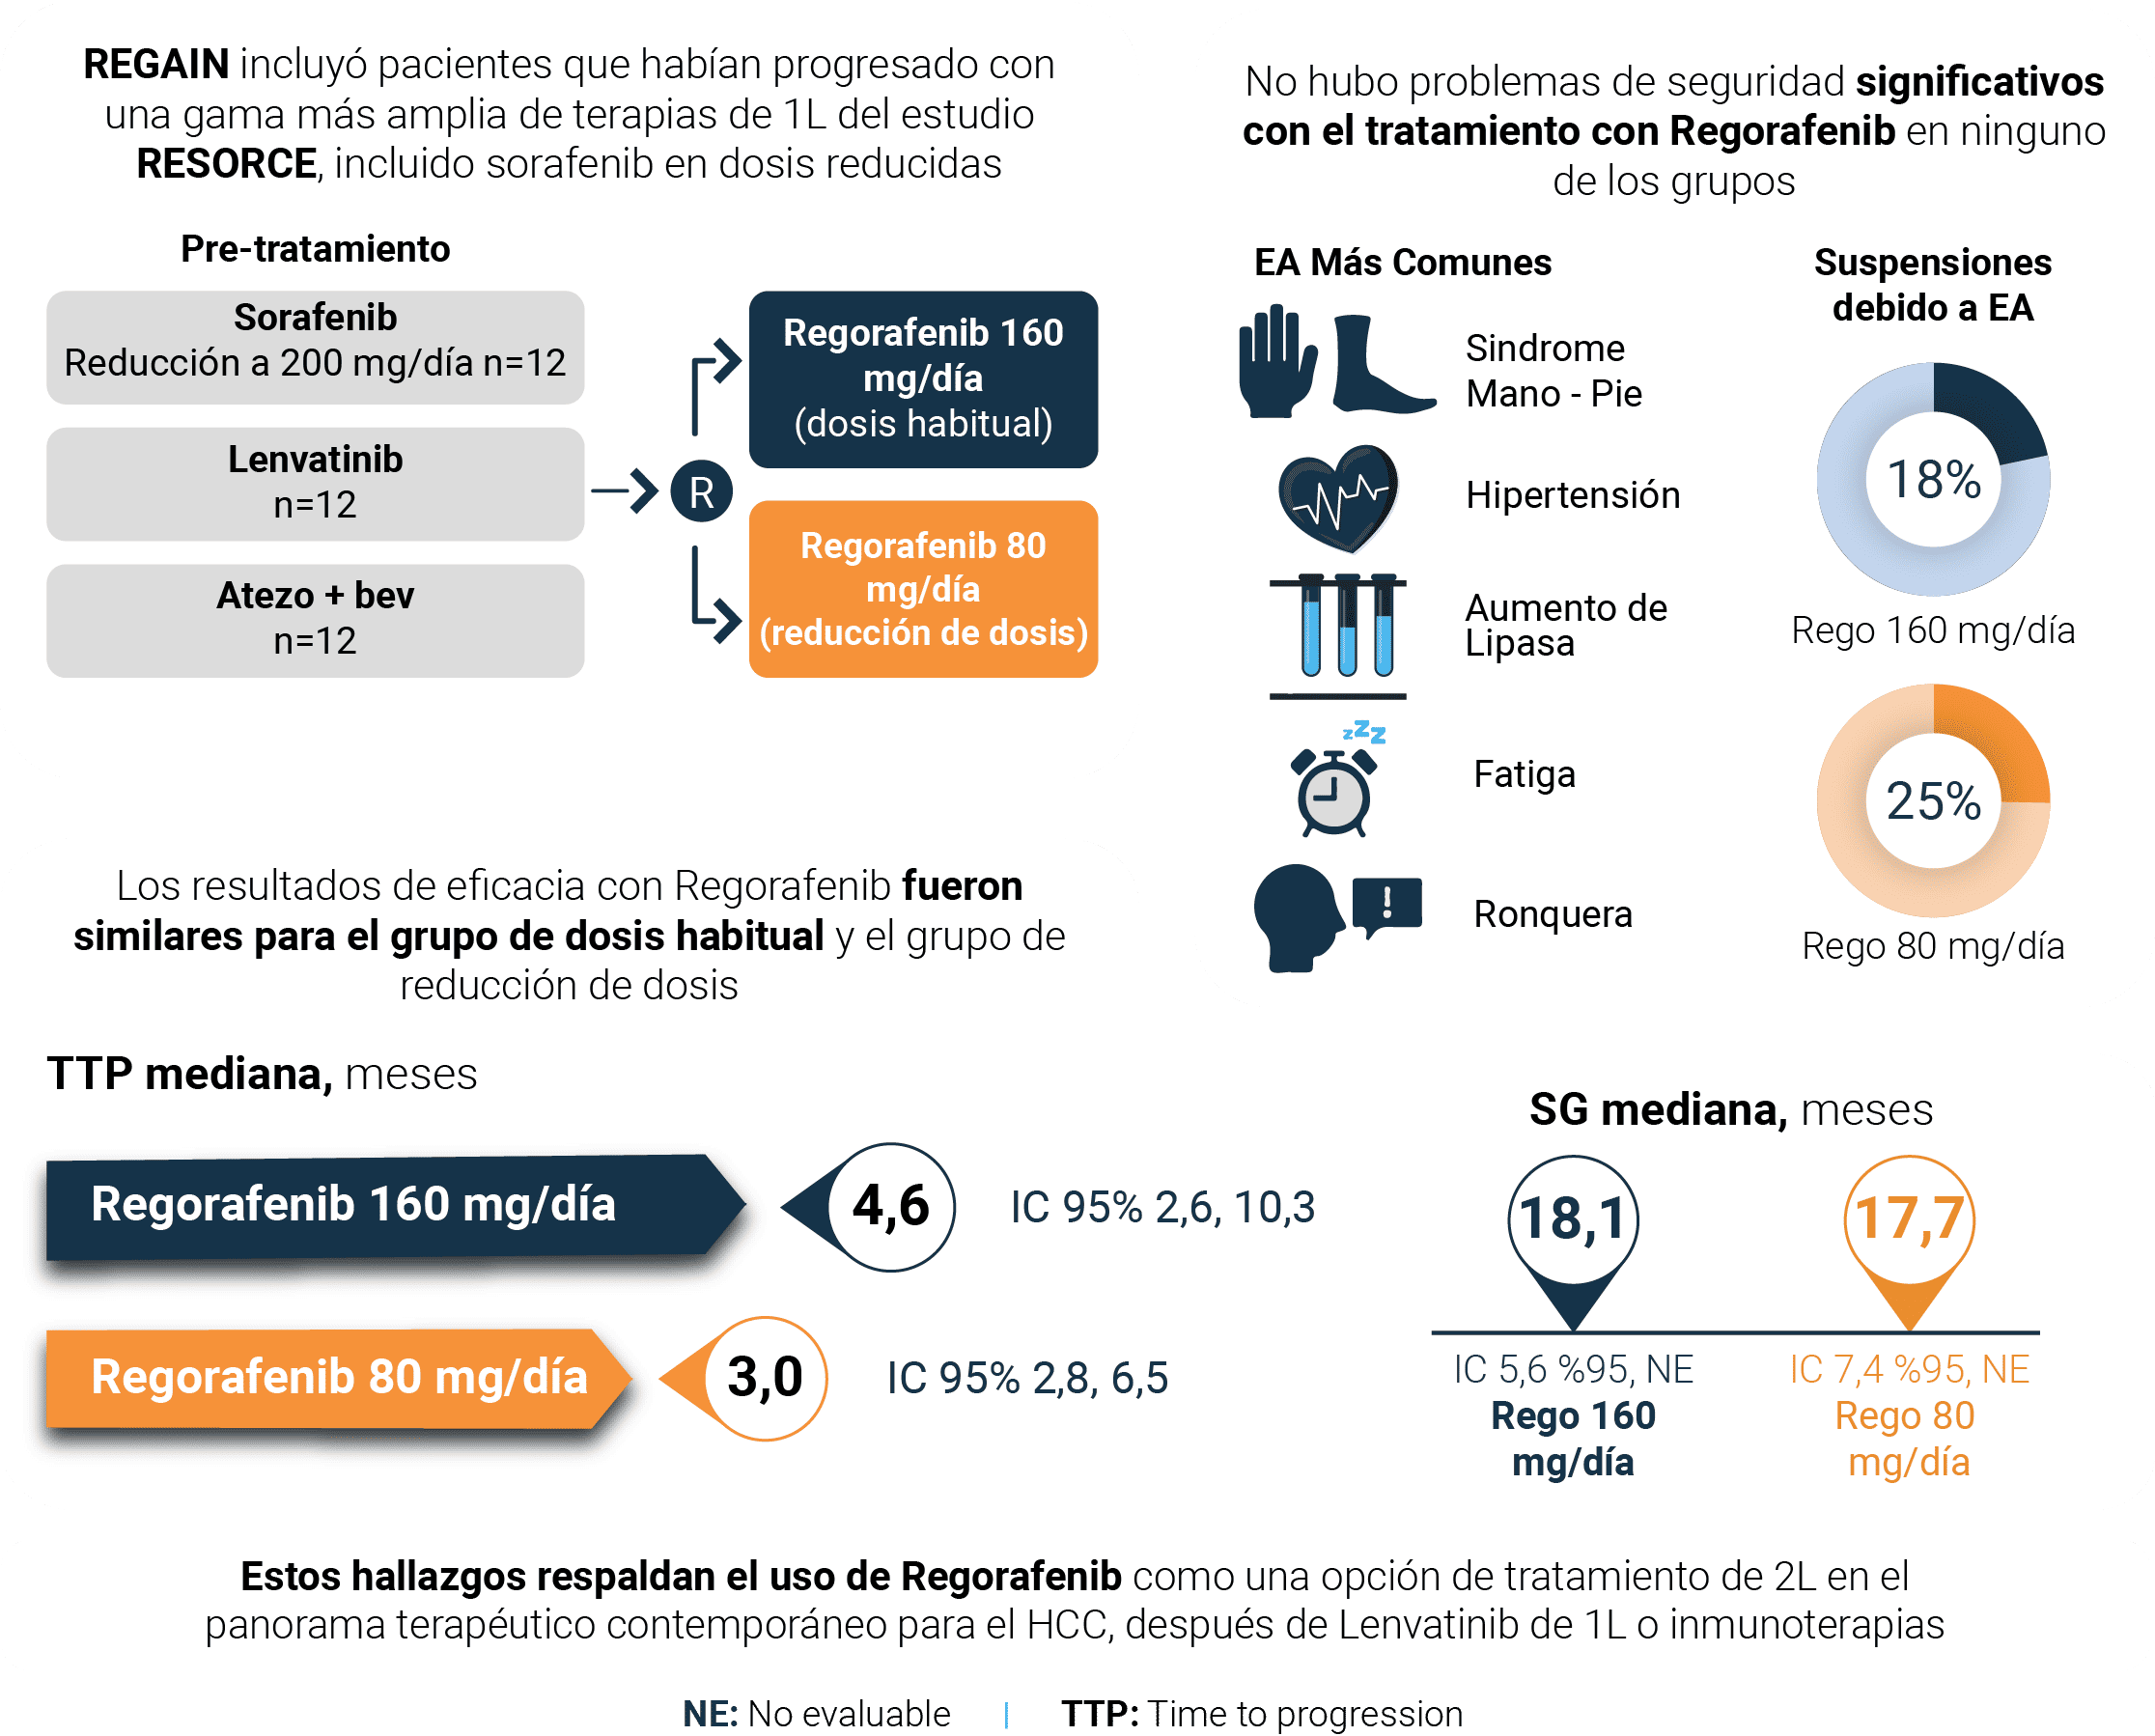 REGAIN incluyó pacientes que habían progresado con
una gama más amplia de terapias de 1L del estudio
RESORCE, incluido sorafenib en dosis reducidas
Pre-tratamiento
Sorafenib
Reducción a 200 mg/día n=12
Lenvatinib
n=12
Atezo + bev
n=12
R
Regorafenib 160
mg/día
(dosis habitual)
Regorafenib 80
mg/día
(reducción de dosis)
No hubo problemas de seguridad significativos
con el tratamiento con Regorafenib en ninguno
de los grupos
EA Más Comunes
Sindrome
Mano - Pie
Hipertensión
Aumento de
Lipasa
zzz
Fatiga
!
Ronquera
Suspensiones
debido a EA
18%
Rego 160 mg/día
25%
Rego 80 mg/día
Los resultados de eficacia con Regorafenib fueron
similares para el grupo de dosis habitual y el grupo de
reducción de dosis
TTP mediana, meses
Regorafenib 160 mg/día
4,6
IC 95% 2,6, 10,3
Regorafenib 80 mg/día
3,0
IC 95% 2,8, 6,5
SG mediana, meses
18,1
IC 5,6 %95, NE
Rego 160
mg/día
17,7
IC 7,4 %95, NE
Rego 80
mg/día
Estos hallazgos respaldan el uso de Regorafenib como una opción de tratamiento de 2L en el
panorama terapéutico contemporáneo para el HCC, después de Lenvatinib de 1L o inmunoterapias
NE: No evaluable | TTP: Time to progression